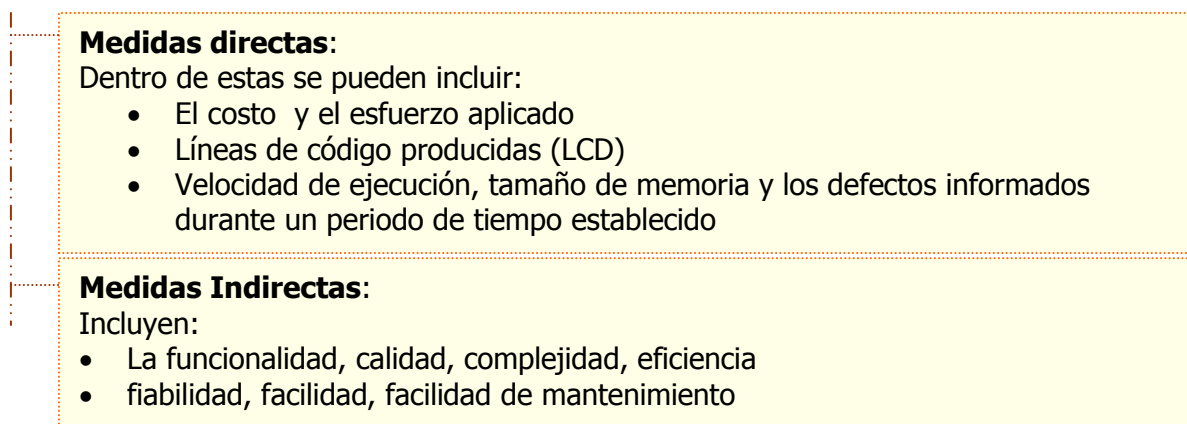 Medidas directas:
Dentro de estas se pueden incluir:
• El costo y el esfuerzo aplicado
• Líneas de código producidas (LCD)
• Velocidad de ejecución, tamaño de memoria y los defectos informados
durante un periodo de tiempo establecido
Medidas Indirectas:
Incluyen:
• La funcionalidad, calidad, complejidad, eficiencia
• fiabilidad, facilidad, facilidad de mantenimiento